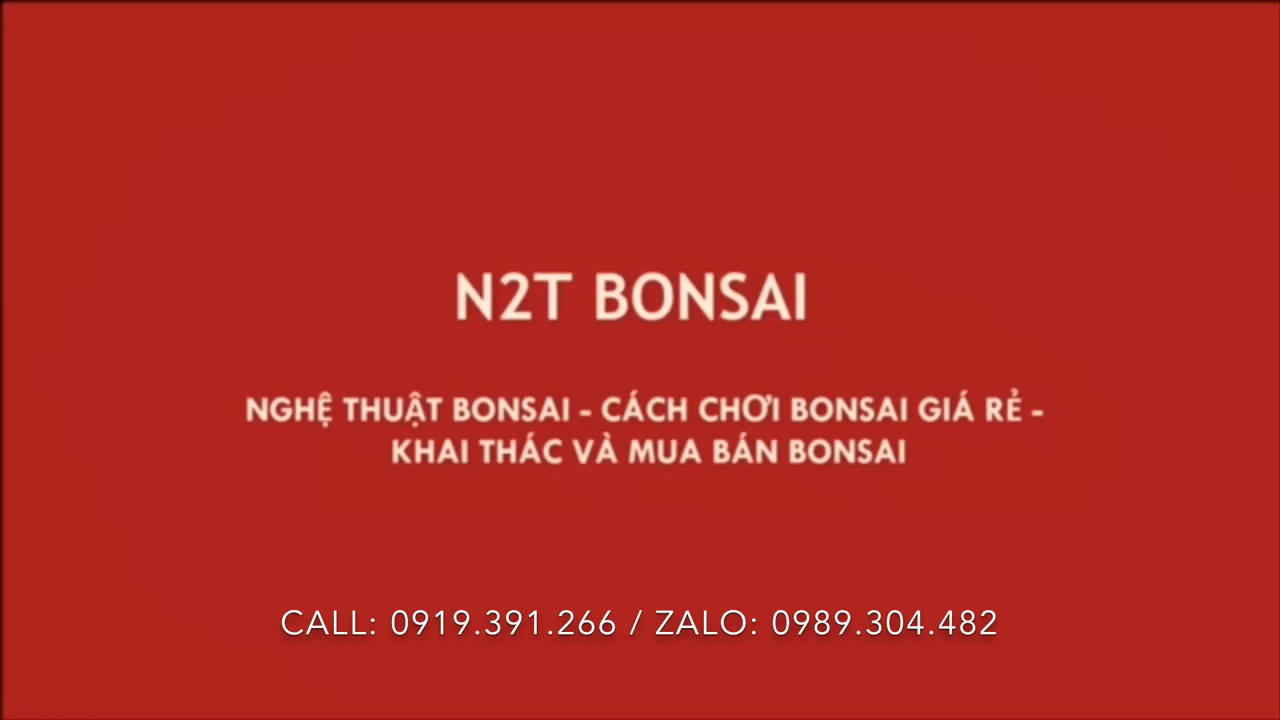 N2T BONSAI
NGHỆ THUẬT BONSAI - CÁCH CHƠI BONSAI GIÁ RẺ -
KHAI THÁC VÀ MUA BÁN BONSAI
CALL: 0919.391.266 / ZALO: 0989.304.482